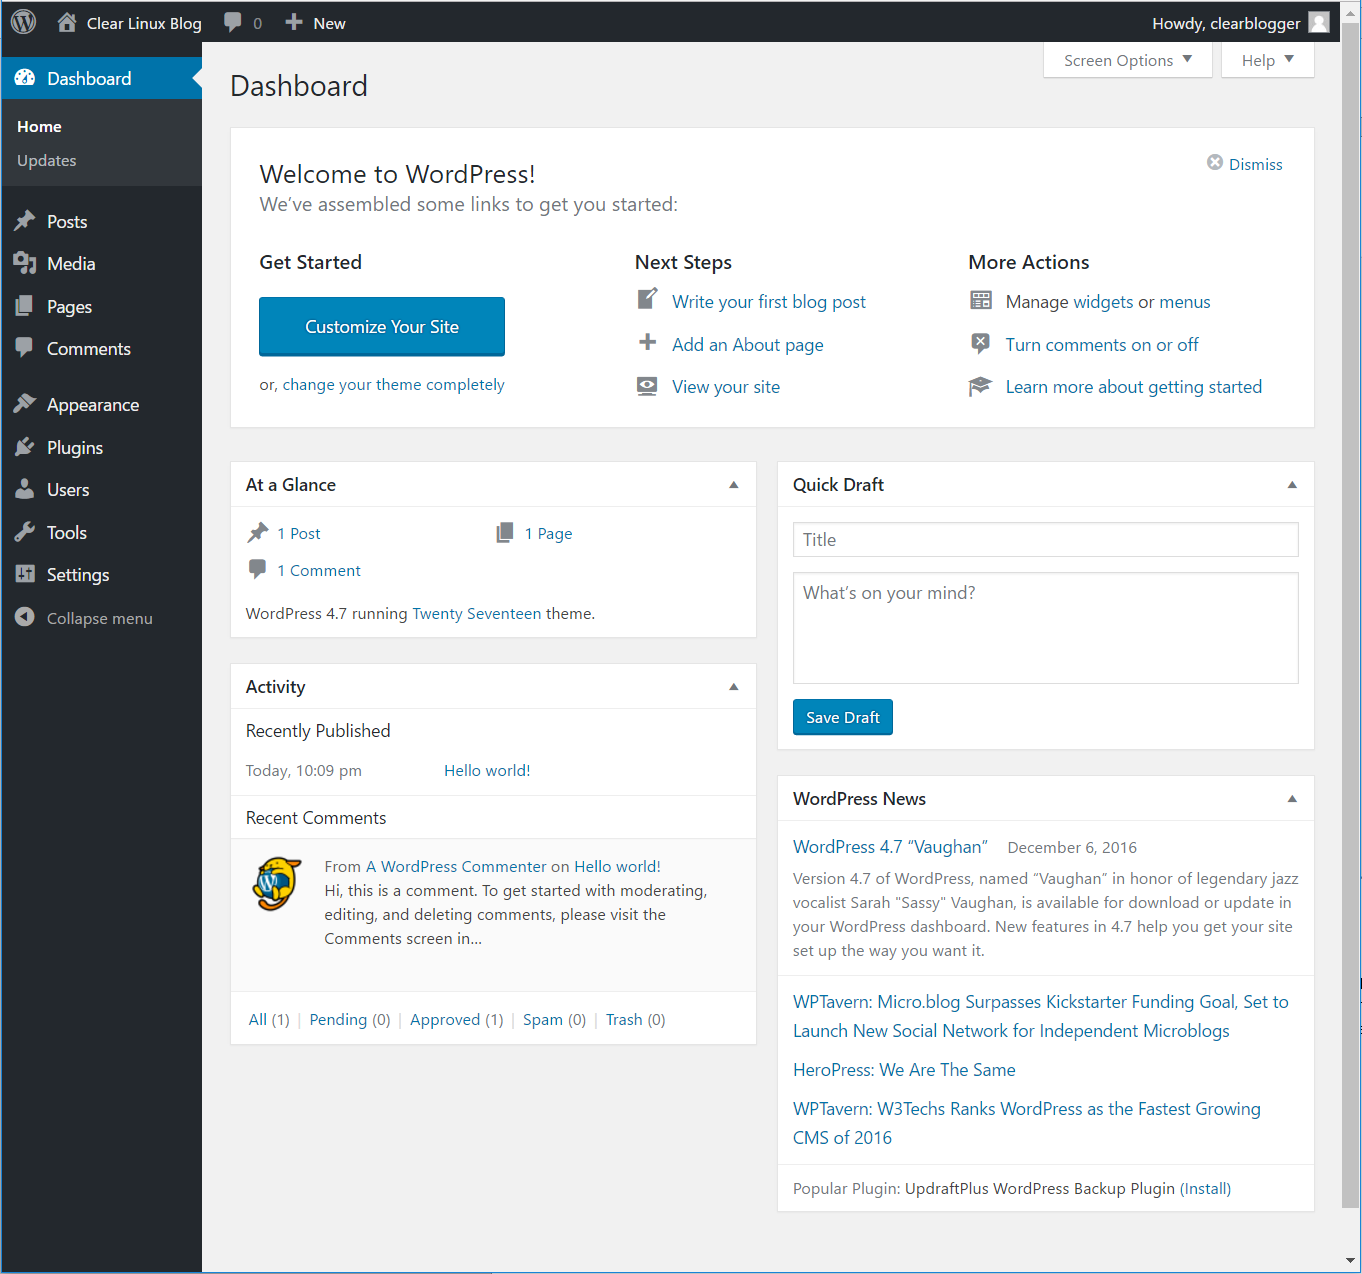 Clear Linux Blog 0 New Howdy, clearblogger
Screen Options Help
Dashboard
Home
Updates
Posts
Media
Pages
Comments
Appearance
Plugins
Users
Tools
Settings
Collapse menu
Dashboard
Welcome to WordPress!
Dismiss
We've assembled some links to get you started:
Get Started
Customize Your Site
or, change your theme completely
Next Steps
Write your first blog post
Add an About page
View your site
More Actions
Manage widgets or menus
Turn comments on or off
Learn more about getting started
At a Glance
1 Post
1 Page
1 Comment
WordPress 4.7 running Twenty Seventeen theme.
Activity
Recently Published
Today, 10:09 pm Hello world!
Recent Comments
From A WordPress Commenter on Hello world!
Hi, this is a comment. To get started with moderating,
editing, and deleting comments, please visit the
Comments screen in…
All (1) | Pending (0) | Approved (1) | Spam (0) | Trash (0)
Quick Draft
Title
What's on your mind?
Save Draft
WordPress News
WordPress 4.7 “Vaughan” December 6, 2016
Version 4.7 of WordPress, named “Vaughan” in honor of legendary jazz
vocalist Sarah "Sassy" Vaughan, is available for download or update in
your WordPress dashboard. New features in 4.7 help you get your site
set up the way you want it.
WPTavern: Micro.blog Surpasses Kickstarter Funding Goal, Set to
Launch New Social Network for Independent Microblogs
HeroPress: We Are The Same
WPTavern: W3Techs Ranks WordPress as the Fastest Growing
CMS of 2016
Popular Plugin: UpdraftPlus WordPress Backup Plugin (Install)